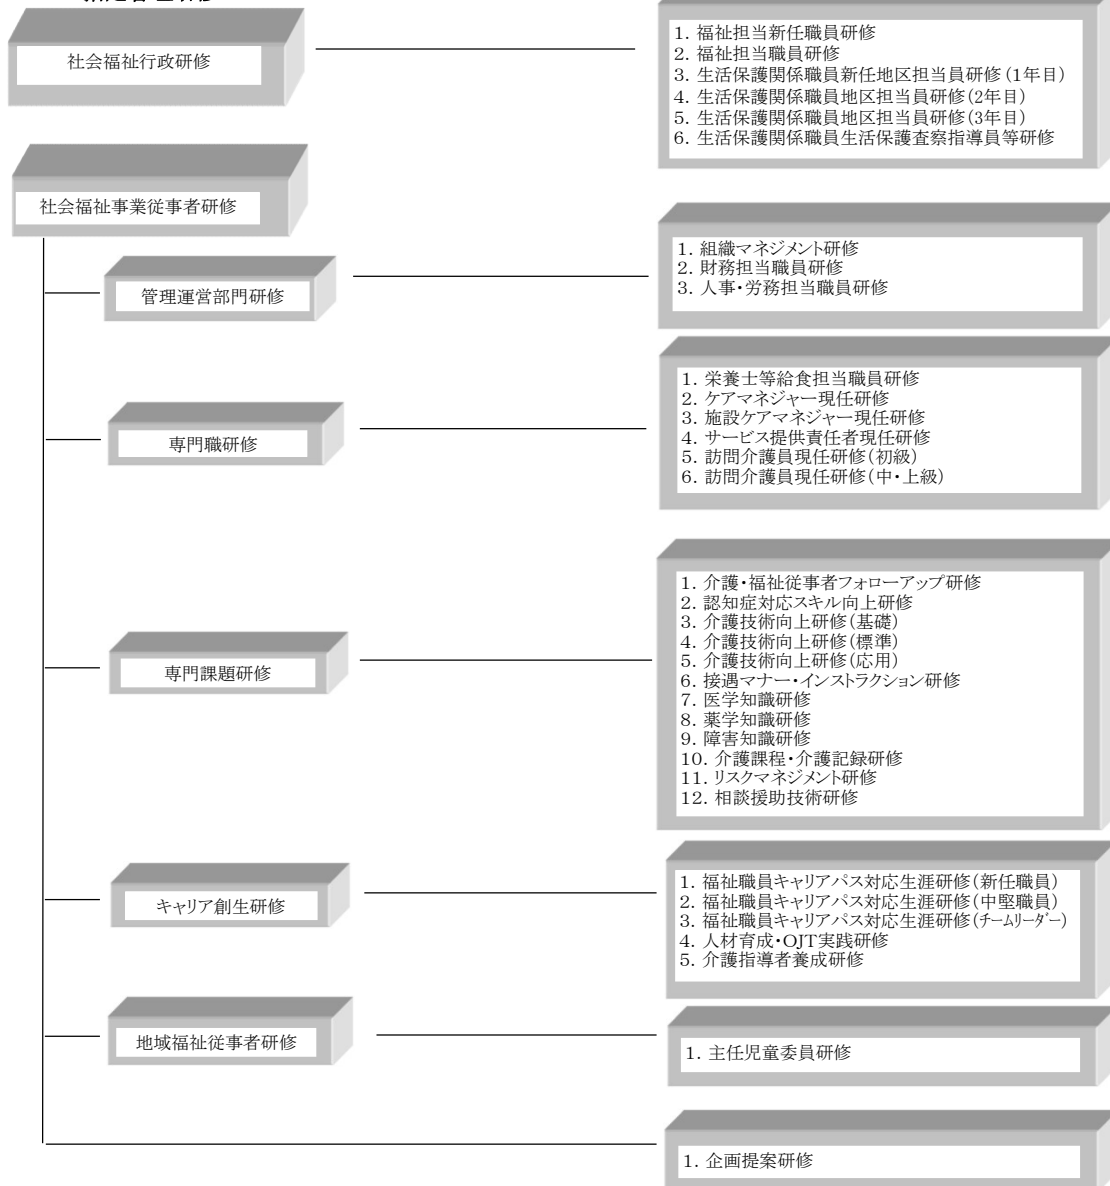 社会福祉行政研修
1. 福祉担当新任職員研修
2. 福祉担当職員研修
3. 生活保護関係職員新任地区担当員研修(1年目)
4. 生活保護関係職員地区担当員研修(2年目)
5. 生活保護関係職員地区担当員研修(3年目)
6. 生活保護関係職員生活保護査察指導員等研修
社会福祉事業従事者研修
管理運営部門研修
1. 組織マネジメント研修
2. 財務担当職員研修
3. 人事・労務担当職員研修
専門職研修
1. 栄養士等給食担当職員研修
2. ケアマネジャー現任研修
3. 施設ケアマネジャー現任研修
4. サービス提供責任者現任研修
5. 訪問介護員現任研修(初級)
6. 訪問介護員現任研修(中・上級)
専門課題研修
1. 介護・福祉従事者フォローアップ研修
2. 認知症対応スキル向上研修
3. 介護技術向上研修(基礎)
4. 介護技術向上研修(標準)
5. 介護技術向上研修(応用)
6. 接遇マナー・インストラクション研修
7. 医学知識研修
8. 薬学知識研修
9. 障害知識研修
10. 介護課程・介護記録研修
11. リスクマネジメント研修
12. 相談援助技術研修
キャリア創生研修
1. 福祉職員キャリアパス対応生涯研修(新任職員)
2. 福祉職員キャリアパス対応生涯研修(中堅職員)
3. 福祉職員キャリアパス対応生涯研修(チームリーダー)
4. 人材育成・OJT実践研修
5. 介護指導者養成研修
地域福祉従事者研修
1. 主任児童委員研修
1. 企画提案研修